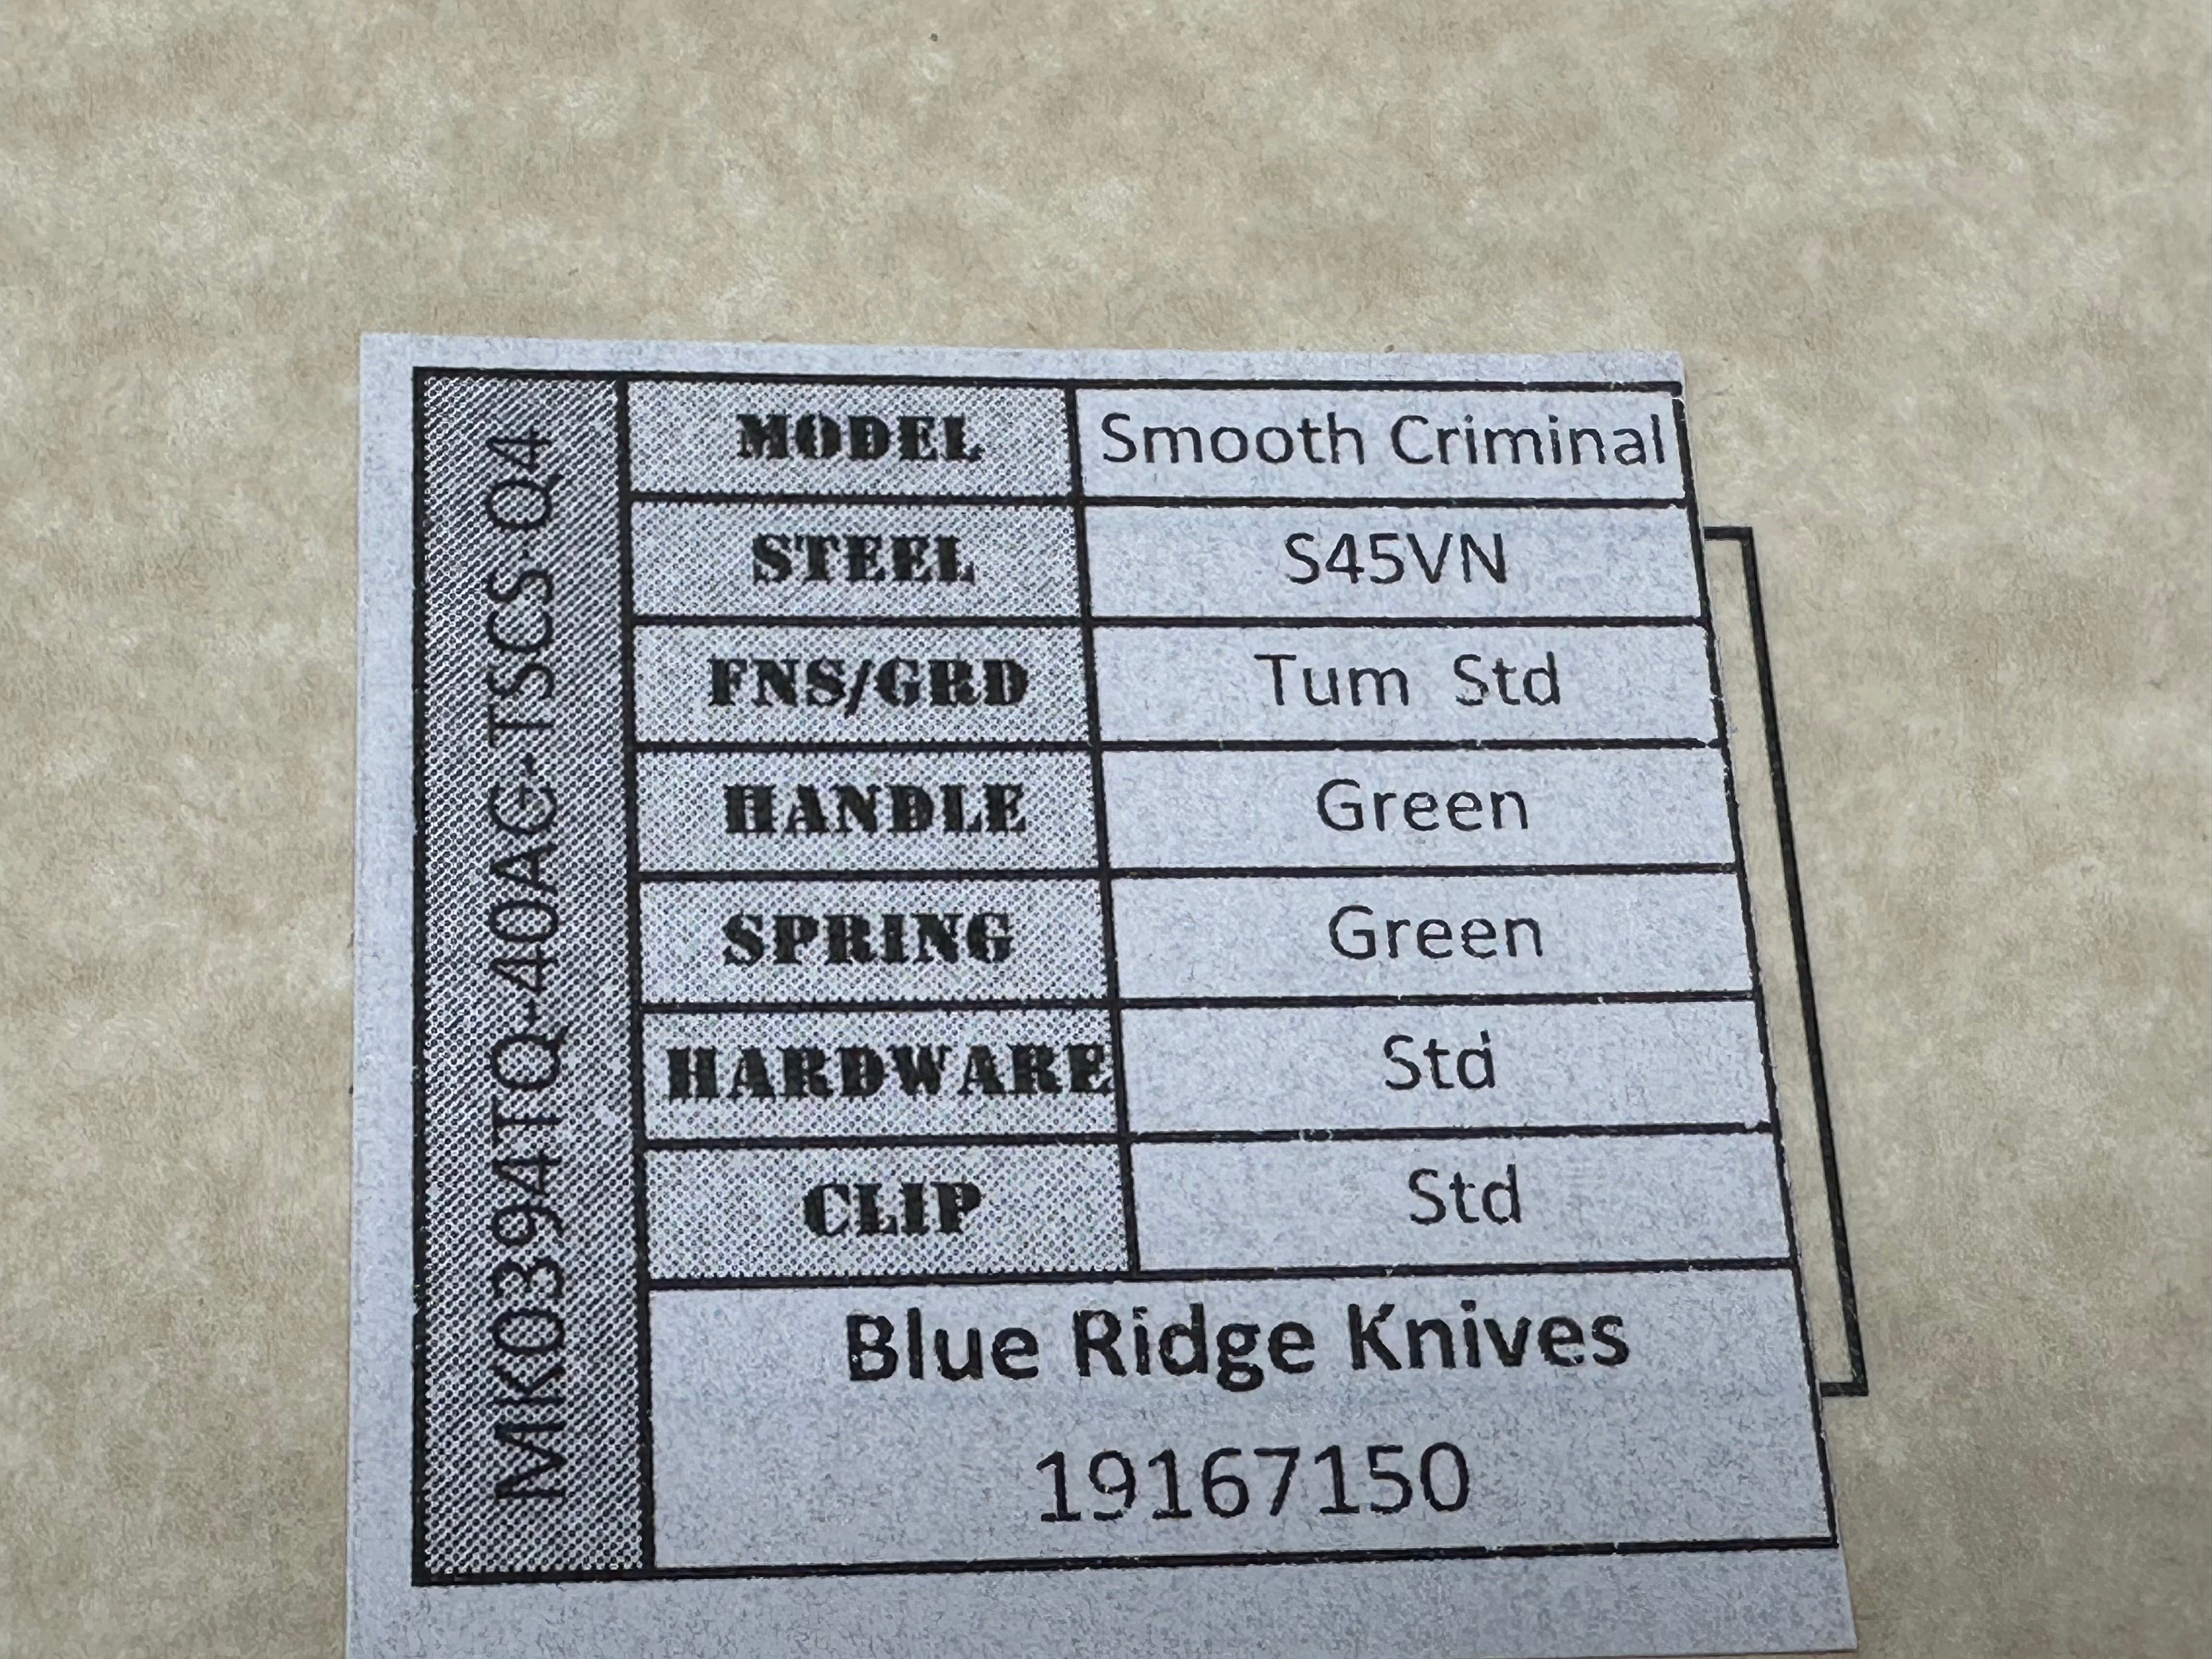 MK0394TQ-40AG-TSCS-Q4
MODEL Smooth Criminal
STEEL S45VN
FNS/GRD Tum Std
HANDLE Green
SPRING Green
HARDWARE Std
CLIP Std
Blue Ridge Knives
19167150